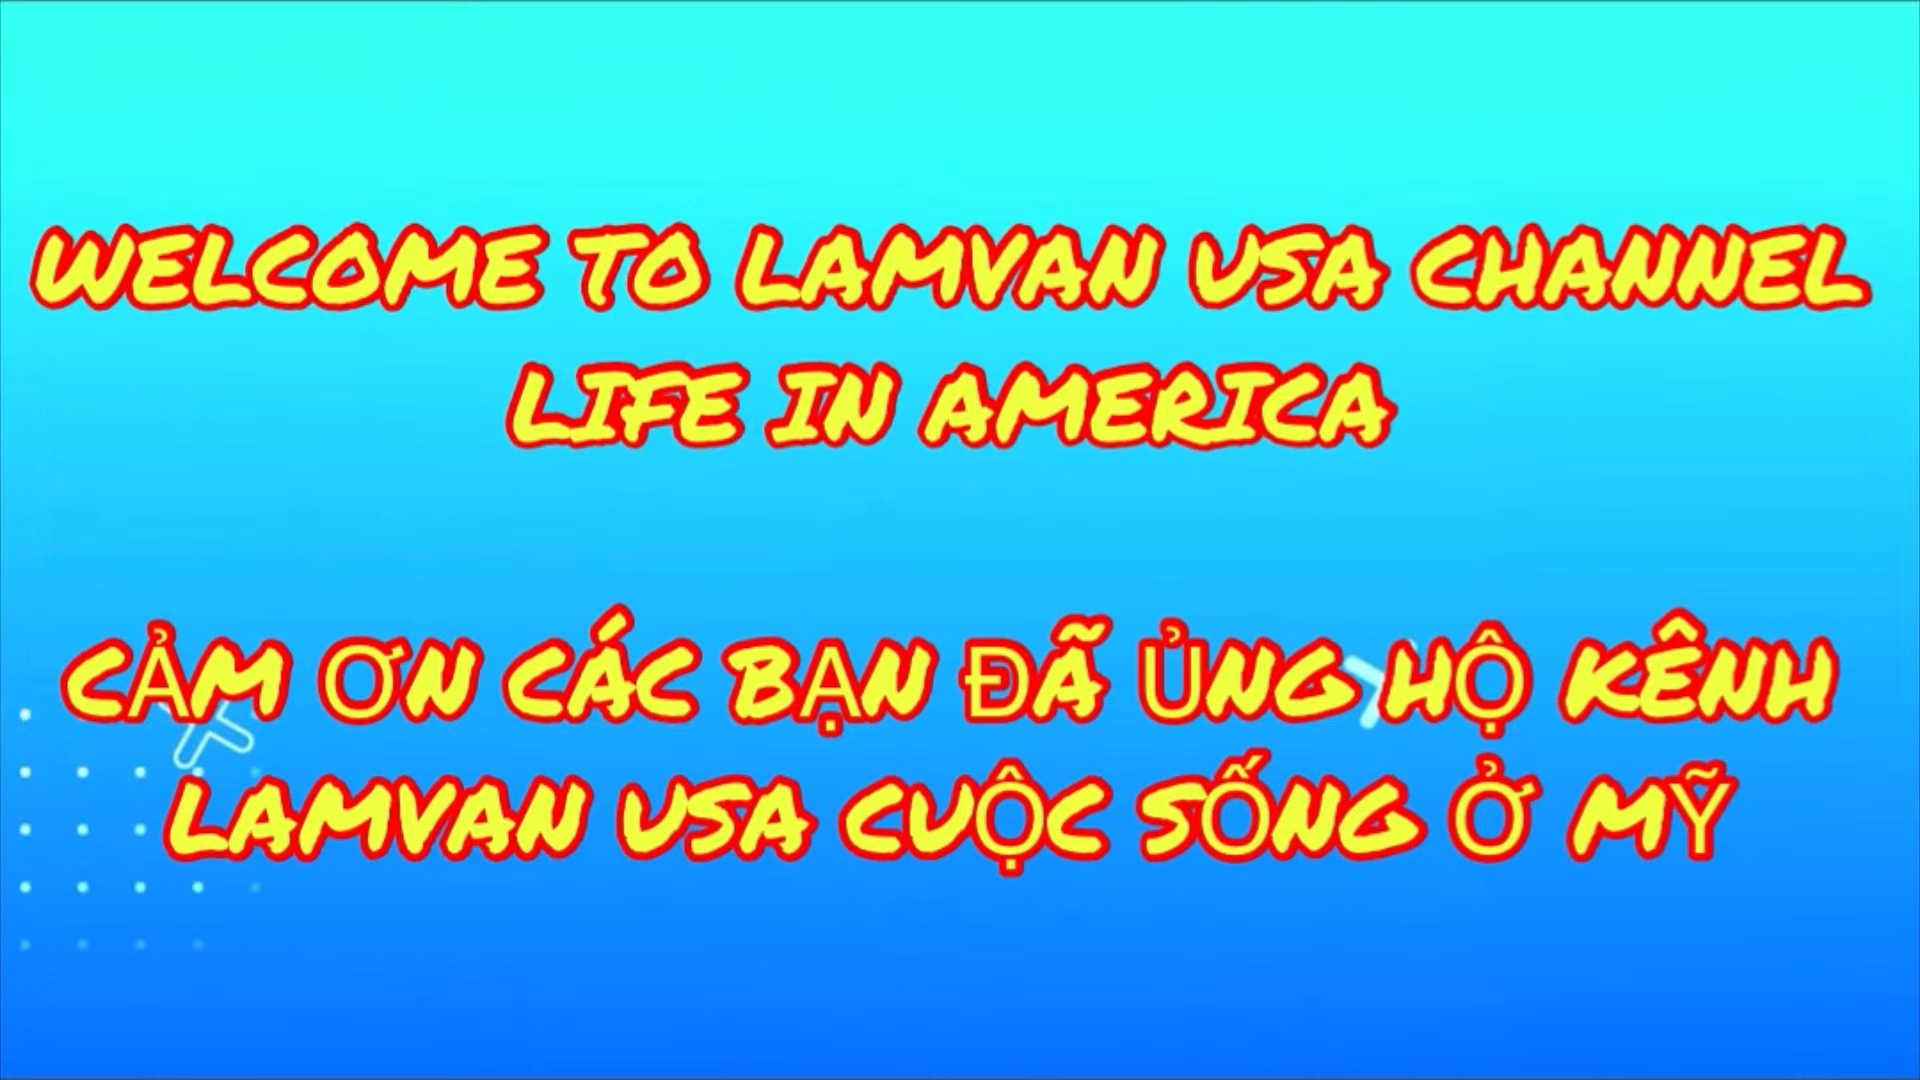 WELCOME TO LAMVAN USA CHANNEL
LIFE IN AMERICA
CẢM ƠN CÁC BẠN ĐÃ ỦNG HỘ KÊNH
LAMVAN USA CUỘC SỐNG Ở MỸ